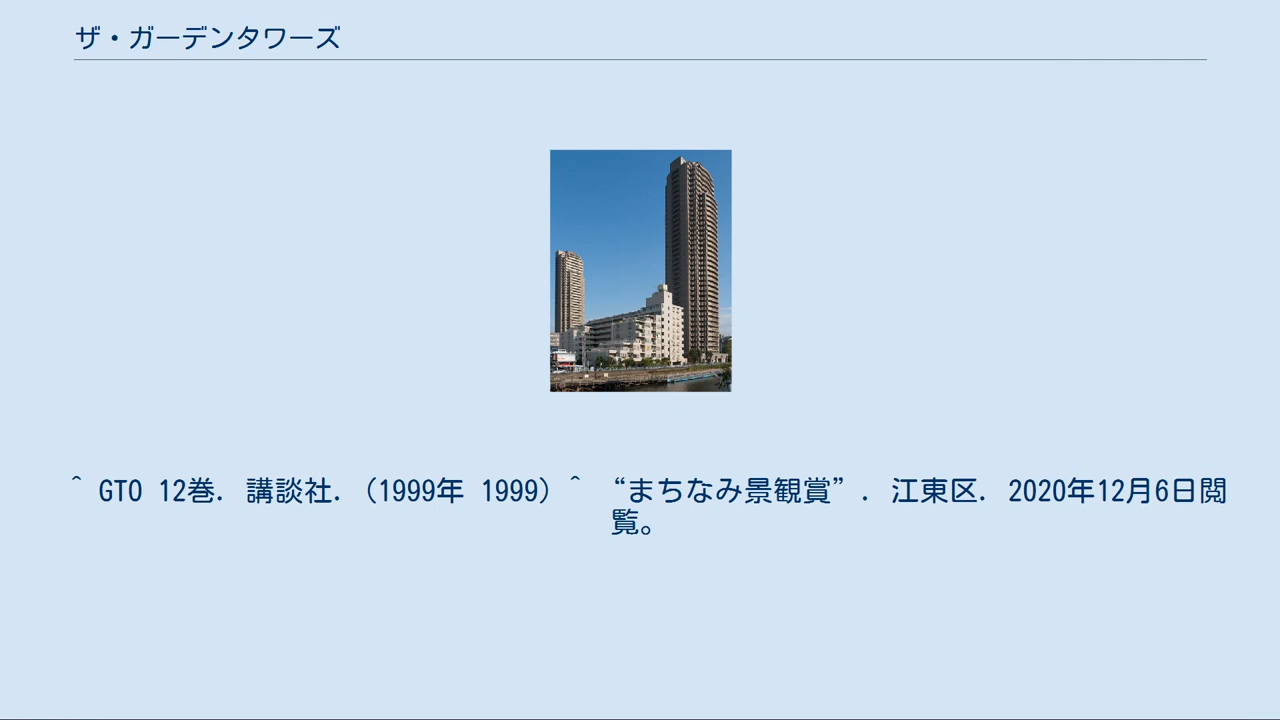 ザ・ガーデンタワーズ
^ GTO 12巻. 講談社. （1999年 1999）^ “まちなみ景観賞”. 江東区. 2020年12月6日閲
覧。